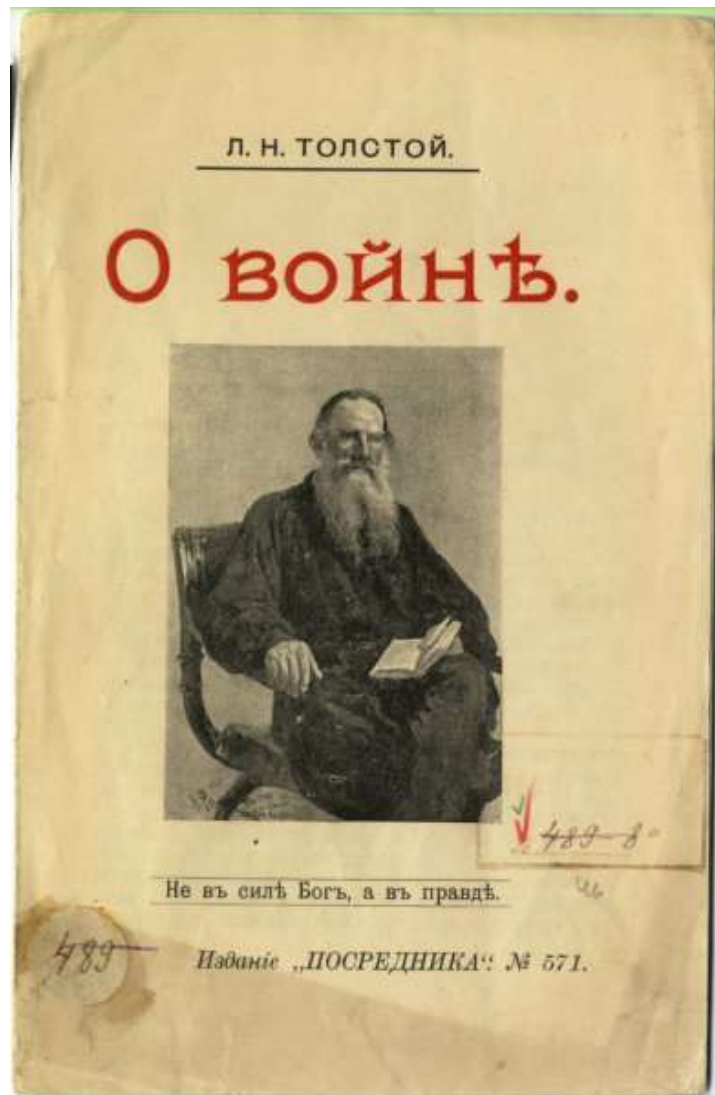 Л. Н. ТОЛСТОЙ.
О войнѣ.
489-8
Не въ силѣ Богъ, а въ правдѣ.
489
Изданіе „ПОСРЕДНИКА“. № 571.